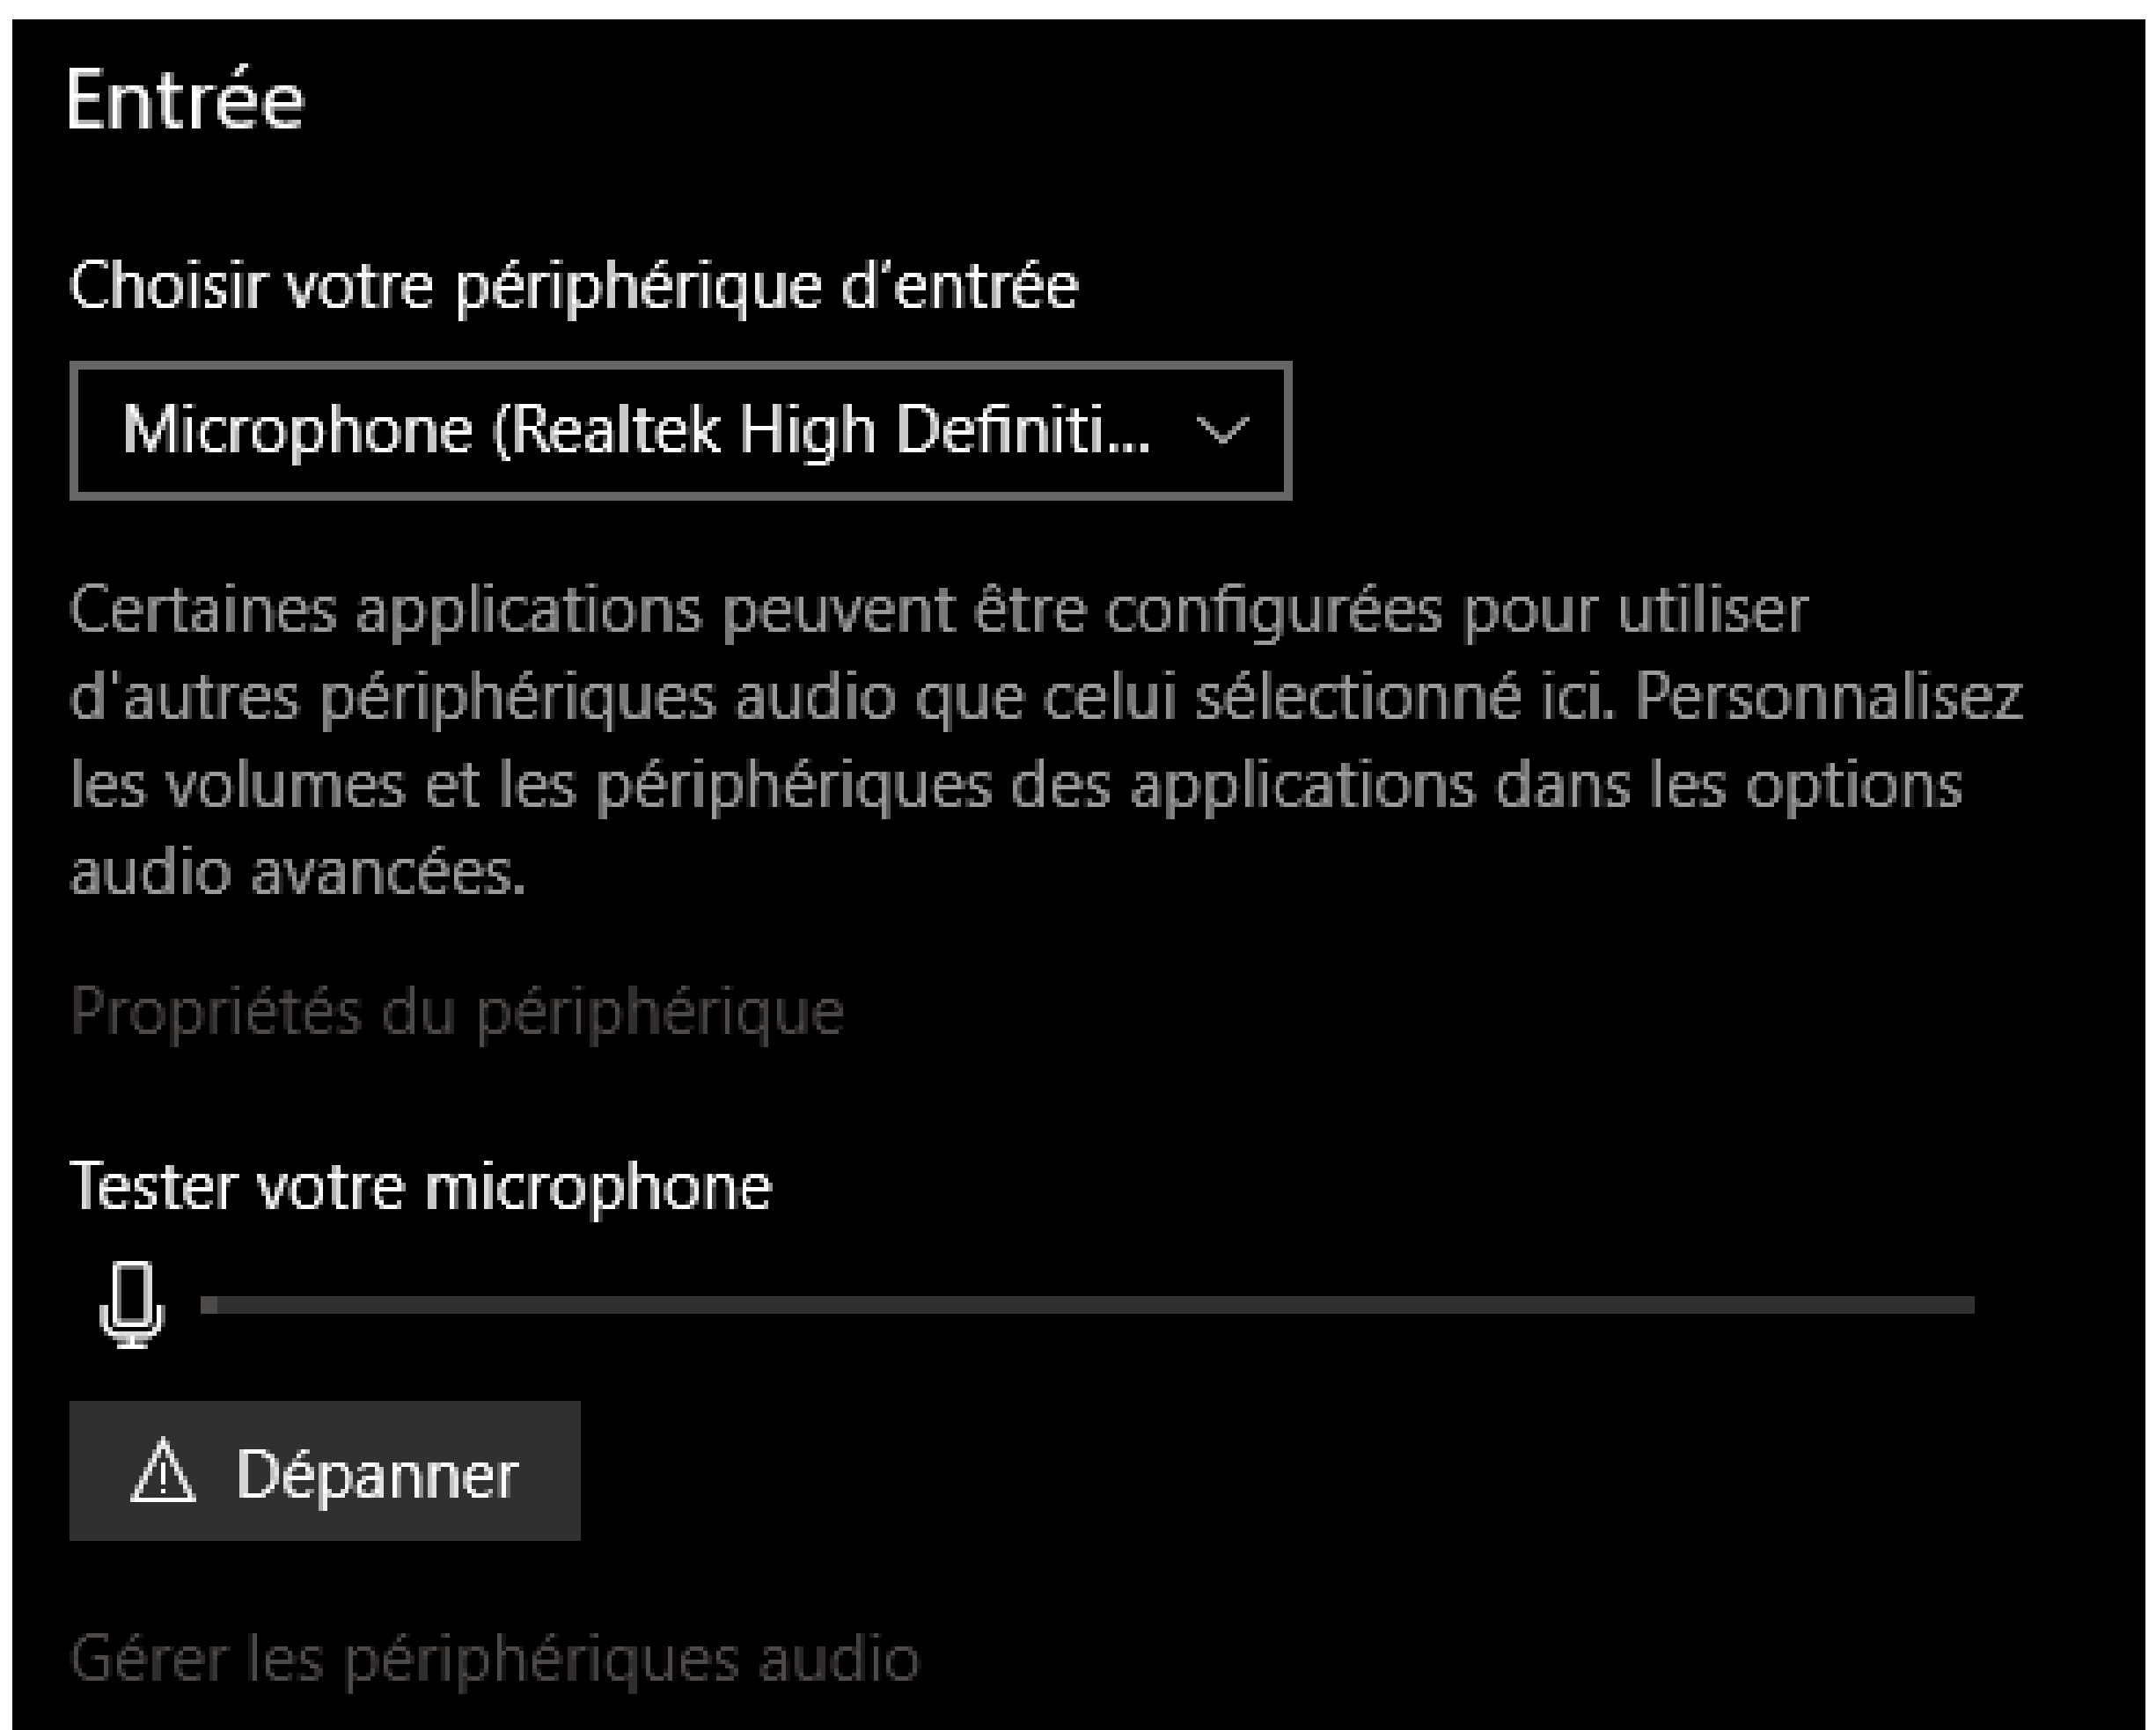 Entrée
Choisir votre périphérique d'entrée
Microphone (Realtek High Definiti...
Certaines applications peuvent être configurées pour utiliser
d'autres périphériques audio que celui sélectionné ici. Personnalisez
les volumes et les périphériques des applications dans les options
audio avancées.
Propriétés du périphérique
Tester votre microphone
Dépanner
Gérer les périphériques audio